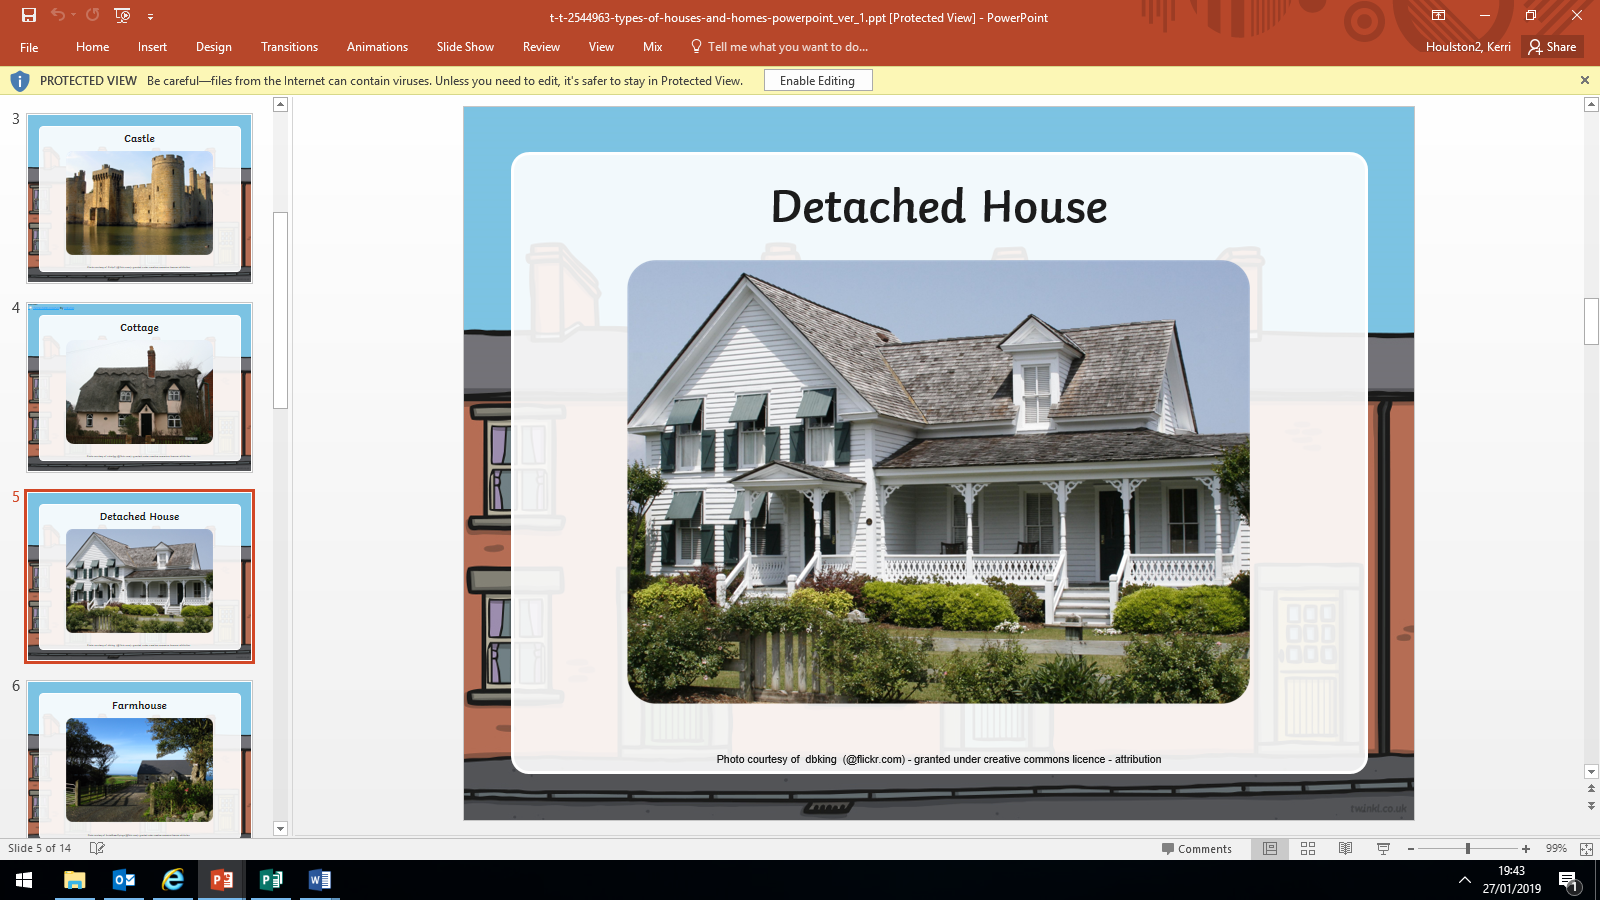 t-t-2544963-types-of-houses-and-homes-powerpoint_ver_1.ppt [Protected View] - PowerPoint
File Home Insert Design Transitions Animations Slide Show Review View Mix Tell me what you want to do... Houlston2, Kerri Share
PROTECTED VIEW Be careful—files from the Internet can contain viruses. Unless you need to edit, it's safer to stay in Protected View. Enable Editing
3
Castle
4
Cottage
5
Detached House
6
Farmhouse
Detached House
Photo courtesy of dbking (@flickr.com) - granted under creative commons licence - attribution
twinkl.co.uk
Slide 5 of 14 Comments 99%
19:43
27/01/2019
1